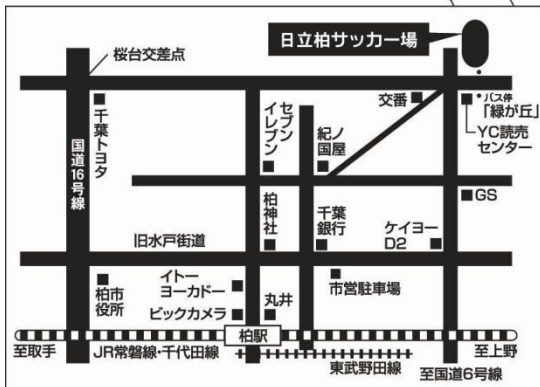 日立柏サッカー場
桜台交差点
千葉トヨタ
国道16号線
セブン
イレブン
紀ノ
国屋
交番
バス停
「緑が丘」
YC読売
センター
GS
柏神社
千葉
銀行
ケイヨー
D2
旧水戸街道
柏市
役所
イトー
ヨーカドー
ビックカメラ
丸井
市営駐車場
柏駅
至取手
JR常磐線・千代田線
東武野田線
至上野
至国道6号線